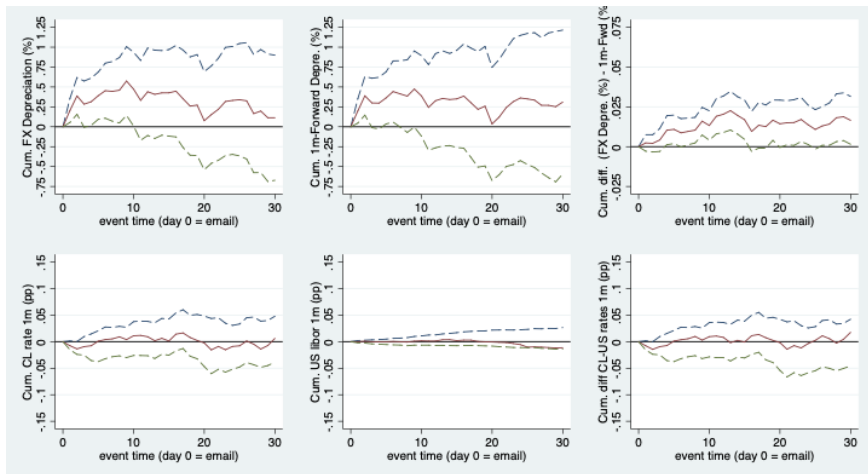 Cum. FX Depreciation (%)
-.75 -.5 -.25 0 .25 .5 .75 1 1.25
0 10 20 30
event time (day 0 = email)
Cum. 1m-Forward Depre. (%)
-.75 -.5 -.25 0 .25 .5 .75 1 1.25
0 10 20 30
event time (day 0 = email)
Cum. diff. (FX Depre. (%) - 1m-Fwd (%
-.025 0 .025 .05 .075
0 10 20 30
event time (day 0 = email)
Cum. CL rate 1m (pp)
-.15 -.1 -.05 0 .05 .1 .15
0 10 20 30
event time (day 0 = email)
Cum. US libor 1m (pp)
-.15 -.1 -.05 0 .05 .1 .15
0 10 20 30
event time (day 0 = email)
Cum. diff CL-US rates 1m (pp)
-.15 -.1 -.05 0 .05 .1 .15
0 10 20 30
event time (day 0 = email)